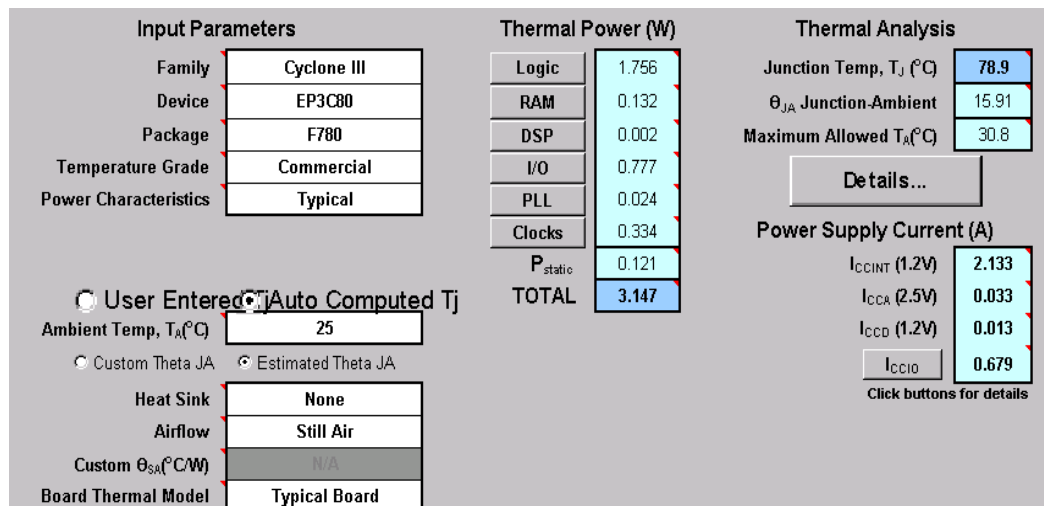 Input Parameters
Family Cyclone III
Device EP3C80
Package F780
Temperature Grade Commercial
Power Characteristics Typical
User Entered Tj Auto Computed Tj
Ambient Temp, TA(°C) 25
Custom Theta JA Estimated Theta JA
Heat Sink None
Airflow Still Air
Custom θSA(°C/W) N/A
Board Thermal Model Typical Board
Thermal Power (W)
Logic 1.756
RAM 0.132
DSP 0.002
I/O 0.777
PLL 0.024
Clocks 0.334
Pstatic 0.121
TOTAL 3.147
Thermal Analysis
Junction Temp, TJ (°C) 78.9
θJA Junction-Ambient 15.91
Maximum Allowed TA(°C) 30.8
Details...
Power Supply Current (A)
ICCINT (1.2V) 2.133
ICCA (2.5V) 0.033
ICCD (1.2V) 0.013
ICCIO 0.679
Click buttons for details